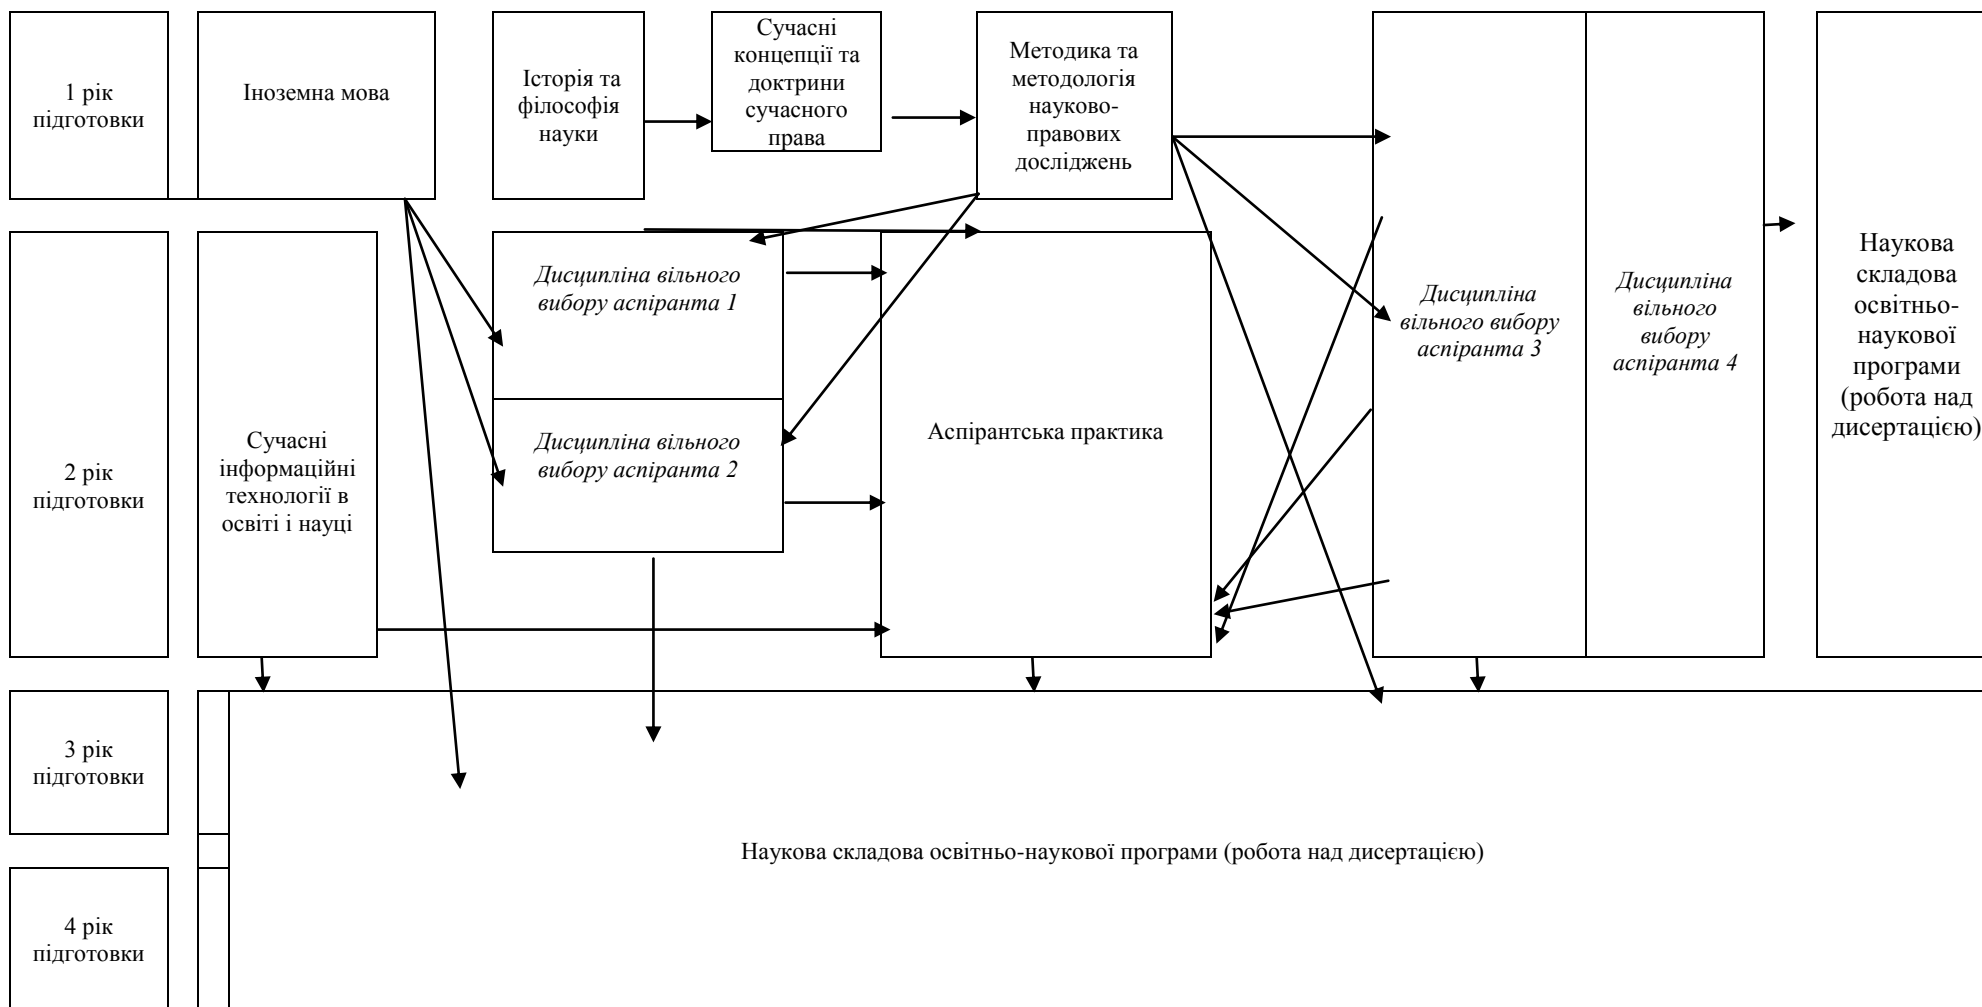 1 рік
підготовки
Іноземна мова
Історія та
філософія
науки
Сучасні
концепції та
доктрини
сучасного
права
Методика та
методологія
науково-
правових
досліджень
2 рік
підготовки
Сучасні
інформаційні
технології в
освіті і науці
Дисципліна вільного
вибору аспіранта 1
Дисципліна вільного
вибору аспіранта 2
Аспірантська практика
Дисципліна
вільного вибору
аспіранта 3
Дисципліна
вільного
вибору
аспіранта 4
Наукова
складова
освітньо-
наукової
програми
(робота над
дисертацією)
3 рік
підготовки
Наукова складова освітньо-наукової програми (робота над дисертацією)
4 рік
підготовки